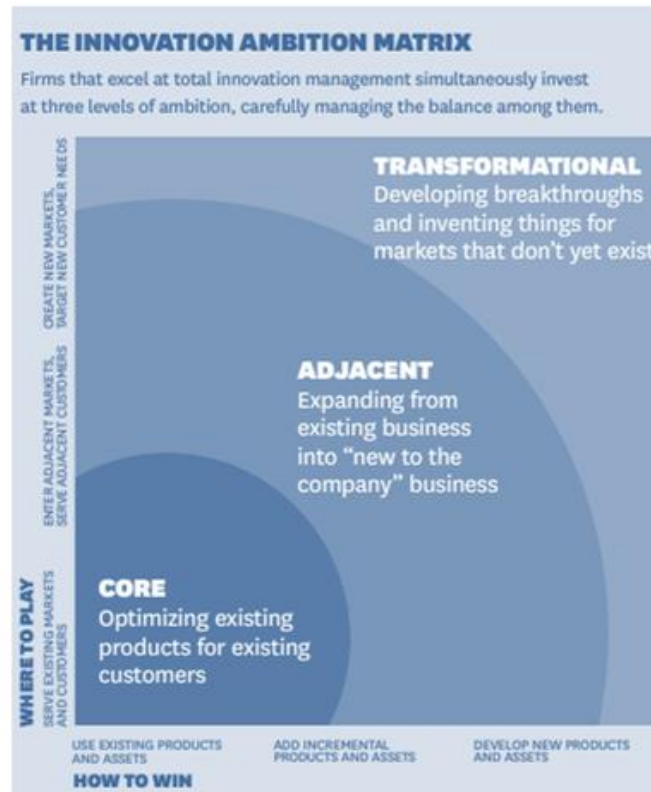 THE INNOVATION AMBITION MATRIX
Firms that excel at total innovation management simultaneously invest
at three levels of ambition, carefully managing the balance among them.
TRANSFORMATIONAL
Developing breakthroughs
and inventing things for
markets that don’t yet exist
ADJACENT
Expanding from
existing business
into “new to the
company” business
CORE
Optimizing existing
products for existing
customers
WHERE TO PLAY
CREATE NEW MARKETS,
TARGET NEW CUSTOMER NEEDS
ENTER ADJACENT MARKETS,
SERVE ADJACENT CUSTOMERS
SERVE EXISTING MARKETS
AND CUSTOMERS
USE EXISTING PRODUCTS
AND ASSETS
ADD INCREMENTAL
PRODUCTS AND ASSETS
DEVELOP NEW PRODUCTS
AND ASSETS
HOW TO WIN